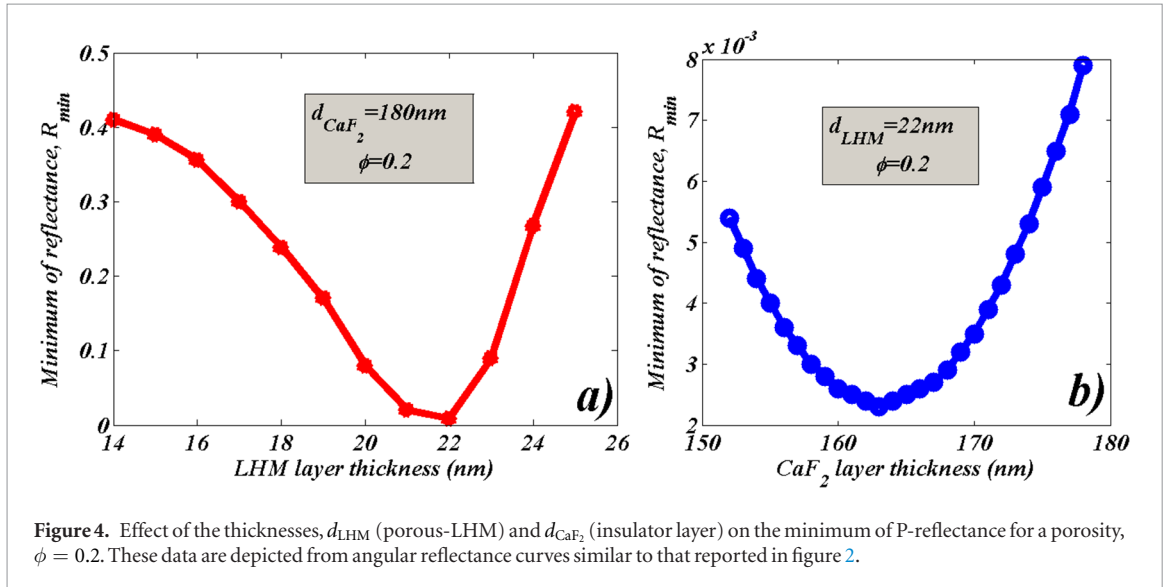 0.5
0.4
0.3
0.2
0.1
0
Minimum of reflectance, R_min
d_CaF_2=180nm
ϕ=0.2
a)
14 16 18 20 22 24 26
LHM layer thickness (nm)
8 x 10^-3
7
6
5
4
3
2
Minimum of reflectance, R_min
d_LHM=22nm
ϕ=0.2
b)
150 160 170 180
CaF_2 layer thickness (nm)
Figure 4. Effect of the thicknesses, d_LHM (porous-LHM) and d_CaF₂ (insulator layer) on the minimum of P-reflectance for a porosity,
ϕ = 0.2. These data are depicted from angular reflectance curves similar to that reported in figure 2.